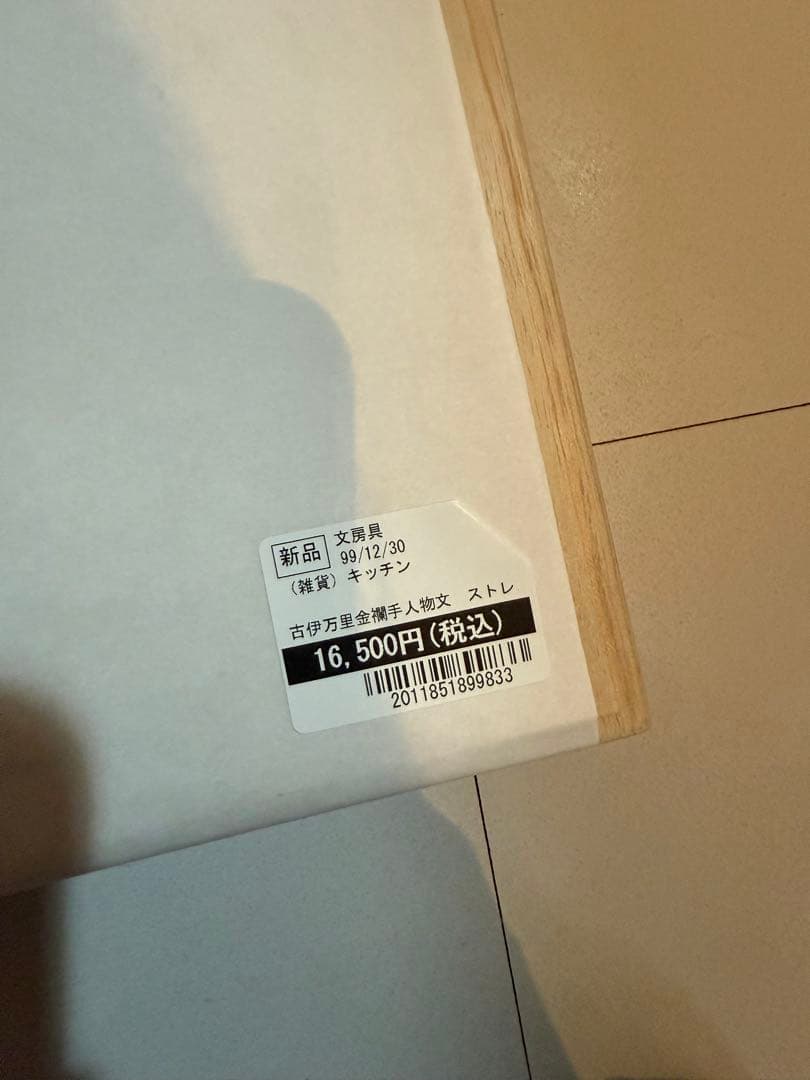 新品 文房具
99/12/30
（雑貨） キッチン
古伊万里金襴手人物文　ストレ
16,500円(税込)
2011851899833